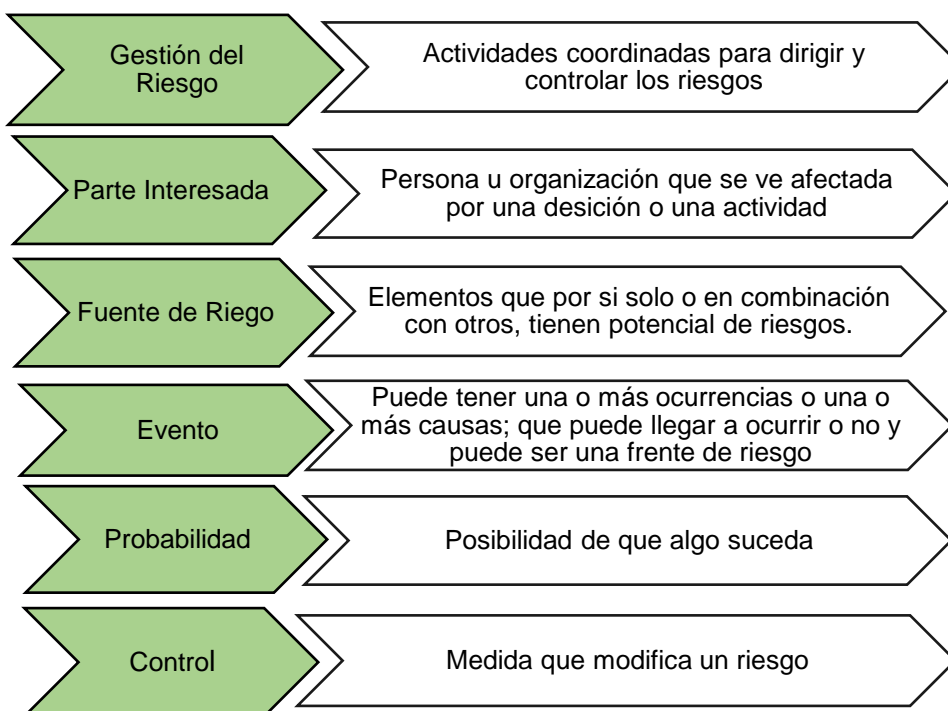 Gestión del
Riesgo
Actividades coordinadas para dirigir y
controlar los riesgos
Parte Interesada
Persona u organización que se ve afectada
por una desición o una actividad
Fuente de Riego
Elementos que por si solo o en combinación
con otros, tienen potencial de riesgos.
Evento
Puede tener una o más ocurrencias o una o
más causas; que puede llegar a ocurrir o no y
puede ser una frente de riesgo
Probabilidad
Posibilidad de que algo suceda
Control
Medida que modifica un riesgo